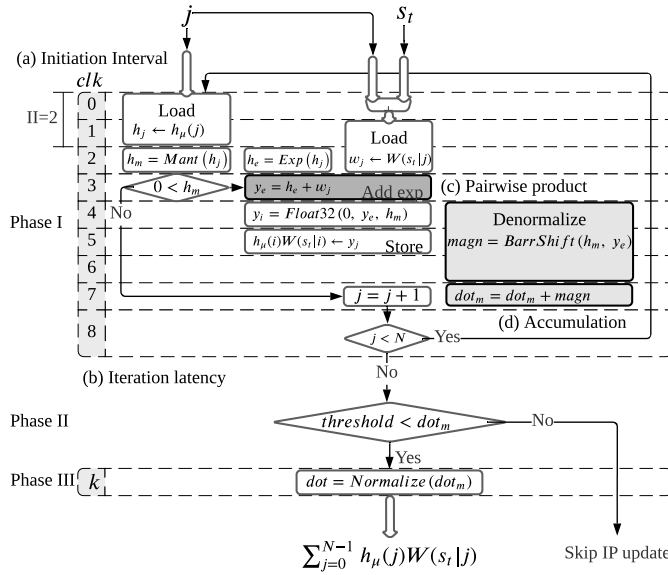 j
s_t
(a) Initiation Interval
clk
0
II=2
Load
h_j ← h_μ(j)
1
Load
w_j ← W(s_t|j)
2
h_m = Mant(h_j)
h_e = Exp(h_j)
3
0 < h_m
y_e = h_e + w_j
Add exp
(c) Pairwise product
No
Phase I
4
y_i = Float32(0, y_e, h_m)
Denormalize
magn = BarrShift(h_m, y_e)
5
h_μ(i)W(s_t|i) ← y_j
Store
6
7
j = j + 1
dot_m = dot_m + magn
(d) Accumulation
8
j < N
Yes
(b) Iteration latency
No
Phase II
threshold < dot_m
No
Yes
Phase III
k
dot = Normalize(dot_m)
∑_{j=0}^{N−1} h_μ(j)W(s_t|j)
Skip IP update